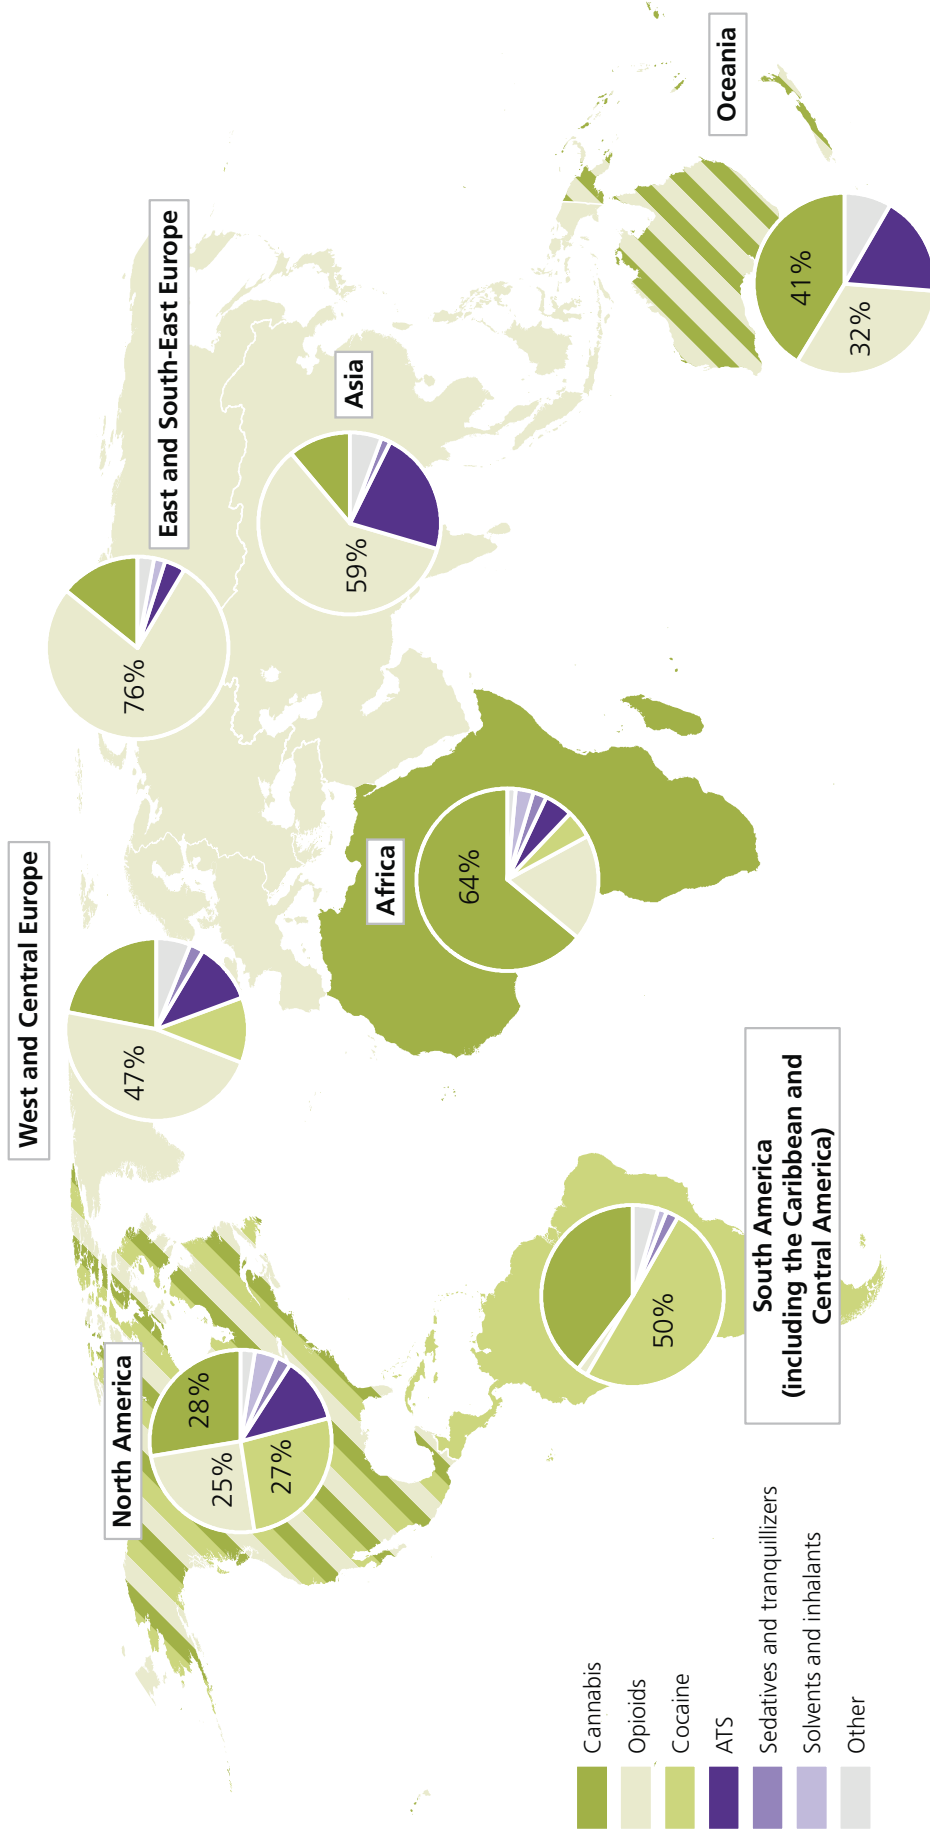 West and Central Europe
47%
East and South-East Europe
76%
North America
28%
25%
27%
Asia
59%
Africa
64%
Oceania
41%
32%
South America
(including the Caribbean and
Central America)
50%
Cannabis
Opioids
Cocaine
ATS
Sedatives and tranquillizers
Solvents and inhalants
Other